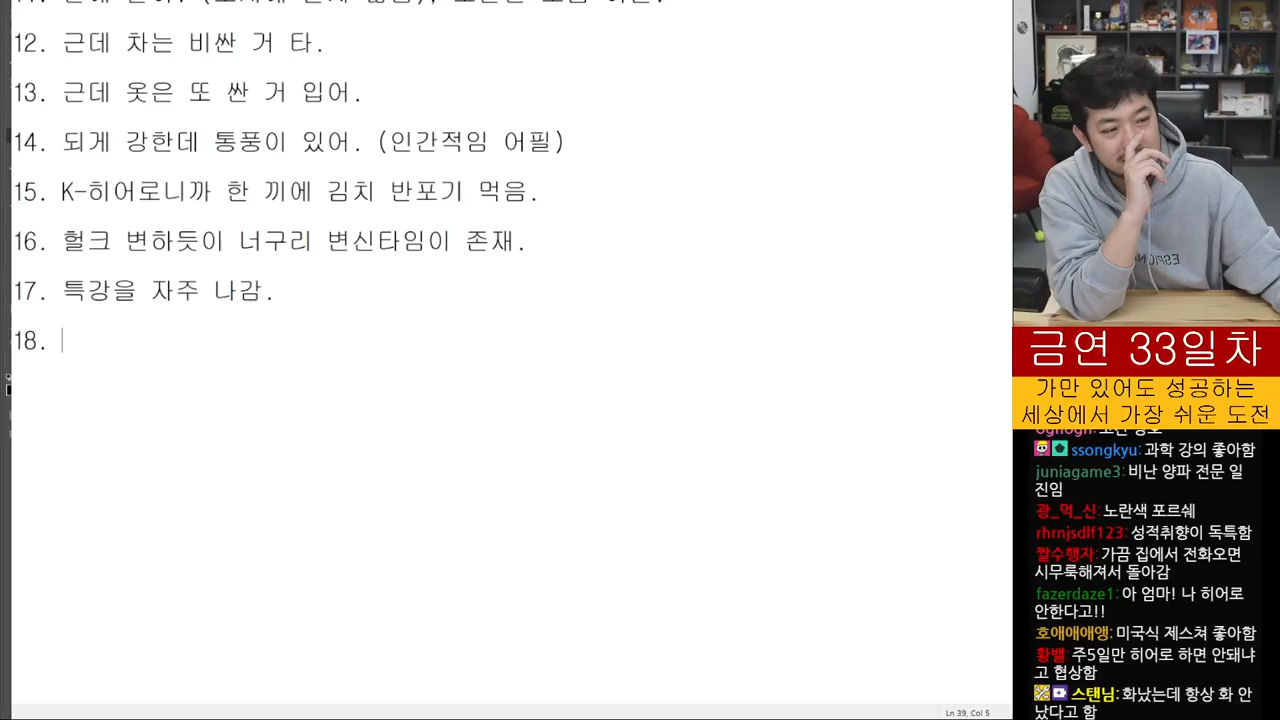 12. 근데 차는 비싼 거 타.
13. 근데 옷은 또 싼 거 입어.
14. 되게 강한데 통풍이 있어. (인간적임 어필)
15. K-히어로니까 한 끼에 김치 반포기 먹음.
16. 헐크 변하듯이 너구리 변신타임이 존재.
17. 특강을 자주 나감.
18.
Ln 39, Col 5
금연 33일차
가만 있어도 성공하는
세상에서 가장 쉬운 도전
ssongkyu: 과학 강의 좋아함
juniagame3: 비난 양파 전문 일
진임
광_먹_신: 노란색 포르쉐
rhrnjsdlf123: 성적취향이 독특함
짤수행자: 가끔 집에서 전화오면
시무룩해져서 돌아감
fazerdaze1: 아 엄마! 나 히어로
안한다고!!
호애애애앵: 미국식 제스쳐 좋아함
황밸: 주5일만 히어로 하면 안돼냐
고 협상함
스탠님: 화났는데 항상 화 안
났다고 함